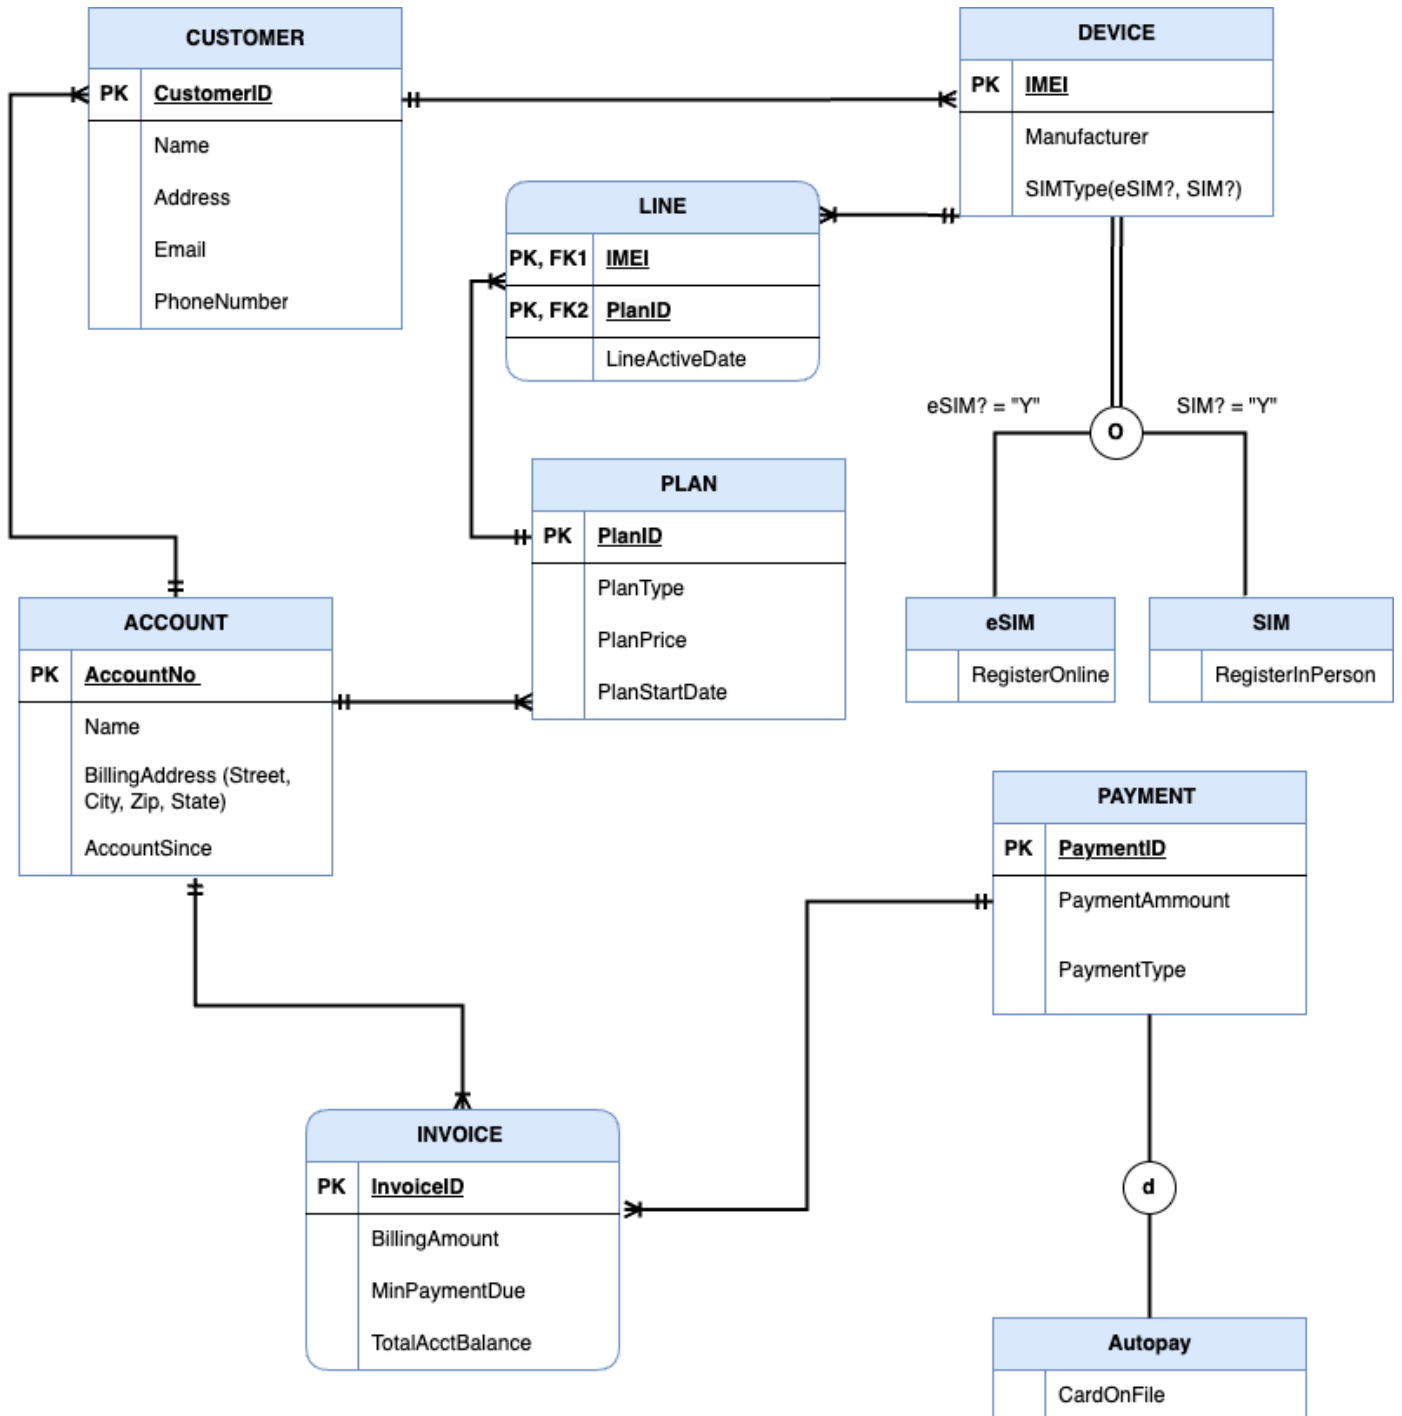 CUSTOMER
PK CustomerID
Name
Address
Email
PhoneNumber
DEVICE
PK IMEI
Manufacturer
SIMType(eSIM?, SIM?)
LINE
PK, FK1 IMEI
PK, FK2 PlanID
LineActiveDate
eSIM? = "Y"
SIM? = "Y"
O
PLAN
PK PlanID
PlanType
PlanPrice
PlanStartDate
eSIM
RegisterOnline
SIM
RegisterInPerson
ACCOUNT
PK AccountNo
Name
BillingAddress (Street,
City, Zip, State)
AccountSince
PAYMENT
PK PaymentID
PaymentAmmount
PaymentType
d
INVOICE
PK InvoiceID
BillingAmount
MinPaymentDue
TotalAcctBalance
Autopay
CardOnFile